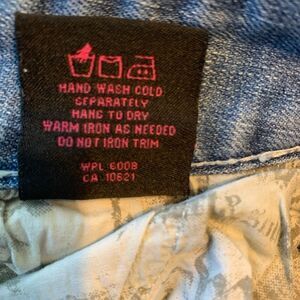 HAND WASH COLD
SEPARATELY
HANG TO DRY
WARM IRON AS NEEDED
DO NOT IRON TRIM
WPL 6008
CA 10621